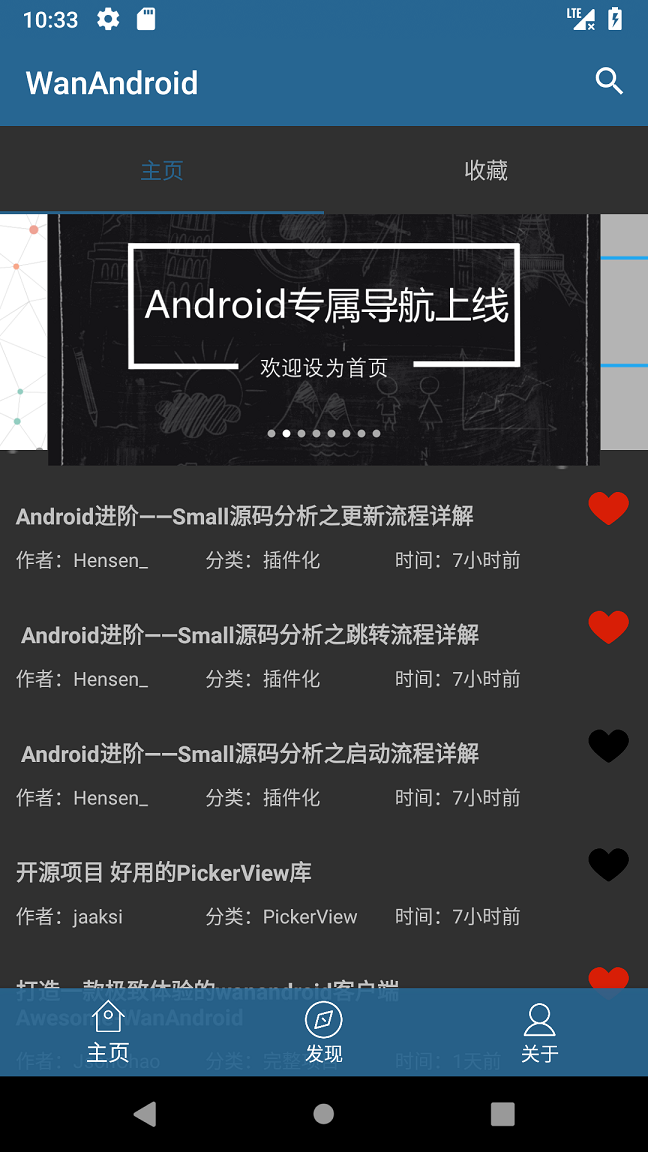 10:33
LTE
WanAndroid
主页
收藏
Android专属导航上线
欢迎设为首页
Android进阶——Small源码分析之更新流程详解
作者：Hensen_ 分类：插件化 时间：7小时前
Android进阶——Small源码分析之跳转流程详解
作者：Hensen_ 分类：插件化 时间：7小时前
Android进阶——Small源码分析之启动流程详解
作者：Hensen_ 分类：插件化 时间：7小时前
开源项目 好用的PickerView库
作者：jaaksi 分类：PickerView 时间：7小时前
打造一款极致体验的wanandroid客户端
Awesome WanAndroid
作者： 分类：完整 时间：1天前
主页
发现
关于